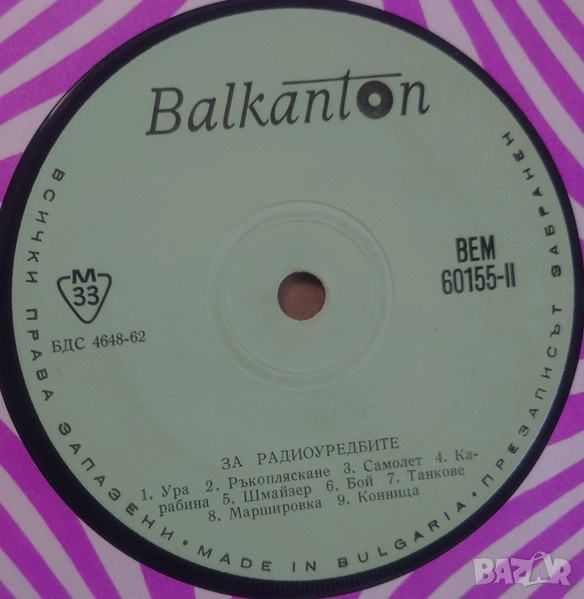 Balkanton
ВСИЧКИ ПРАВА ЗАПАЗЕНИ • MADE IN BULGARIA • ПРЕЗАПИСЪТ ЗАБРАНЕН
M
33
БДС 4648-62
ВЕМ
60155-II
ЗА РАДИОУРЕДБИТЕ
1. Ура 2. Ръкопляскане 3. Самолет 4. Ка-
рабина 5. Шмайзер 6. Бой 7. Танкове
8. Маршировка 9. Конница
BAZAR